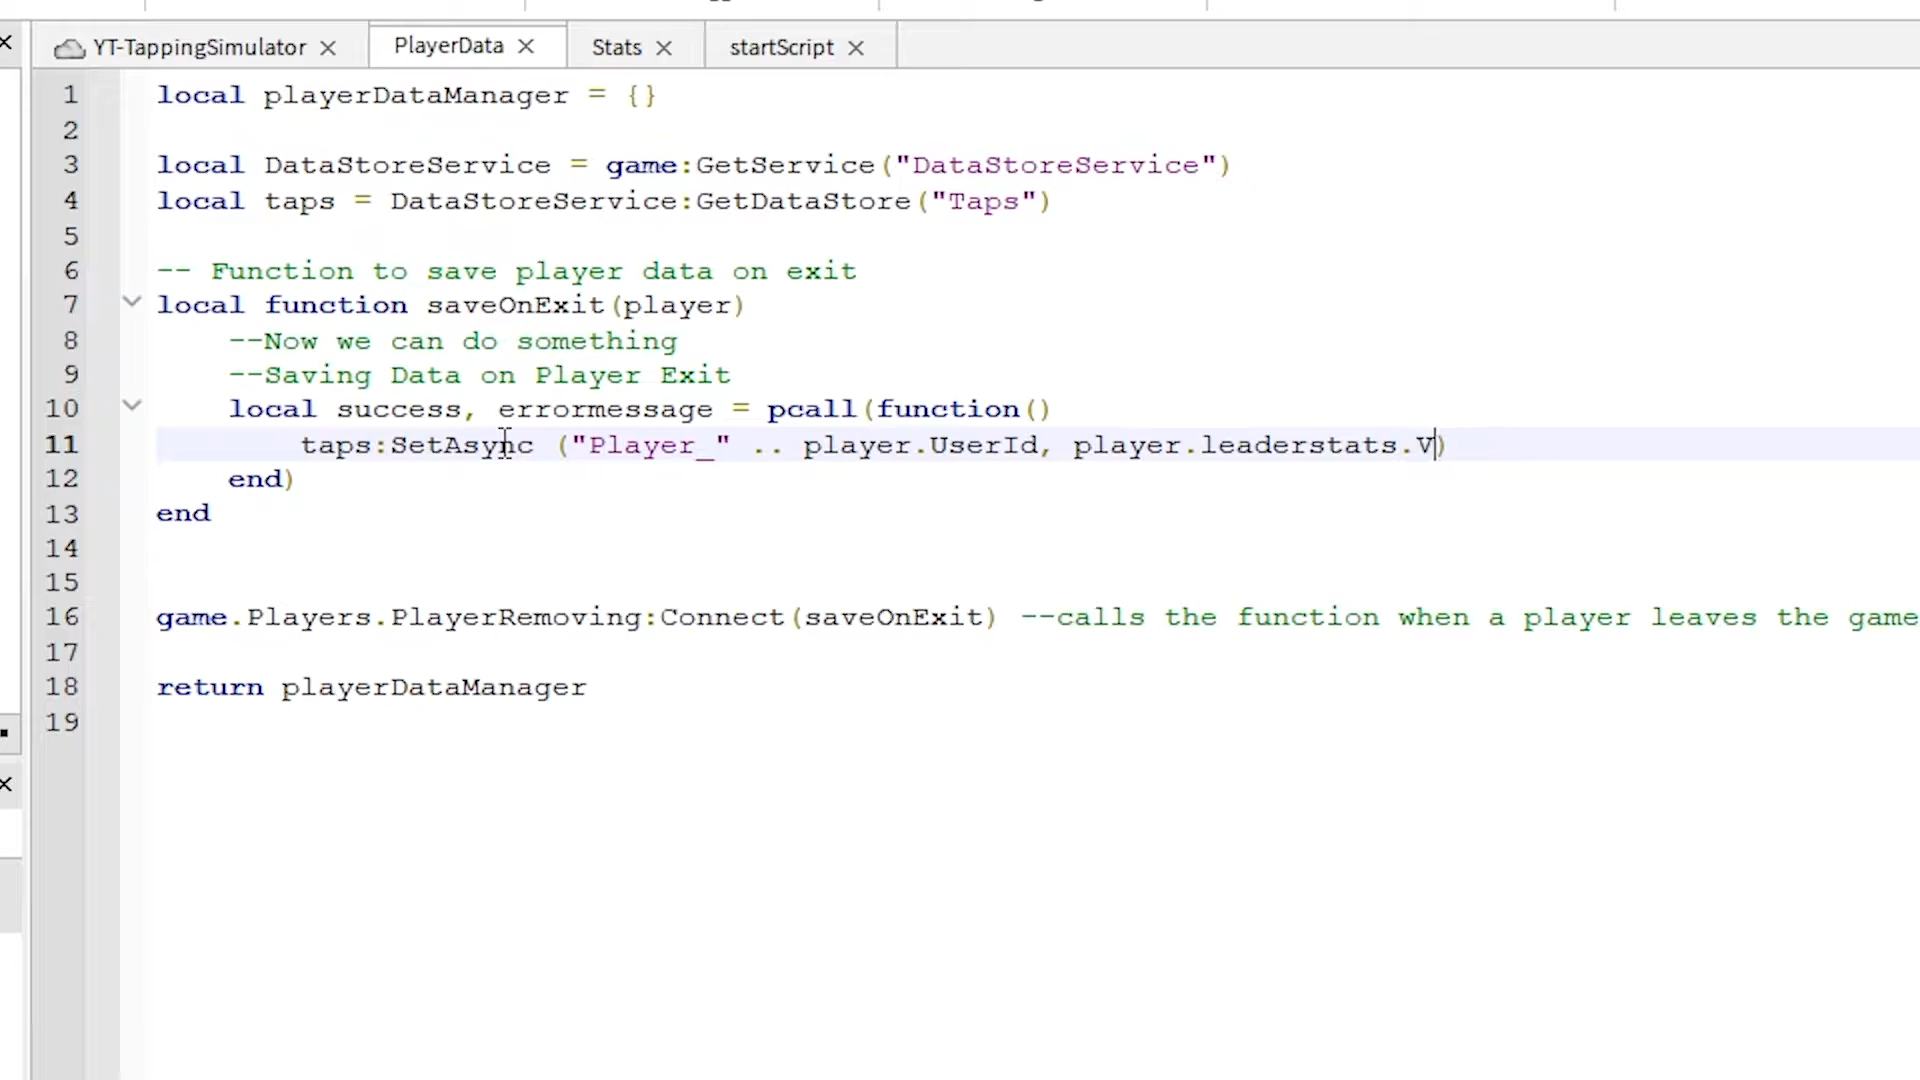 YT-TappingSimulator PlayerData Stats startScript
1 local playerDataManager = {}
2
3 local DataStoreService = game:GetService("DataStoreService")
4 local taps = DataStoreService:GetDataStore("Taps")
5
6 -- Function to save player data on exit
7 local function saveOnExit(player)
8 --Now we can do something
9 --Saving Data on Player Exit
10 local success, errormessage = pcall(function()
11 taps:SetAsync ("Player_" .. player.UserId, player.leaderstats.V)
12 end)
13 end
14
15
16 game.Players.PlayerRemoving:Connect(saveOnExit) --calls the function when a player leaves the game
17
18 return playerDataManager
19